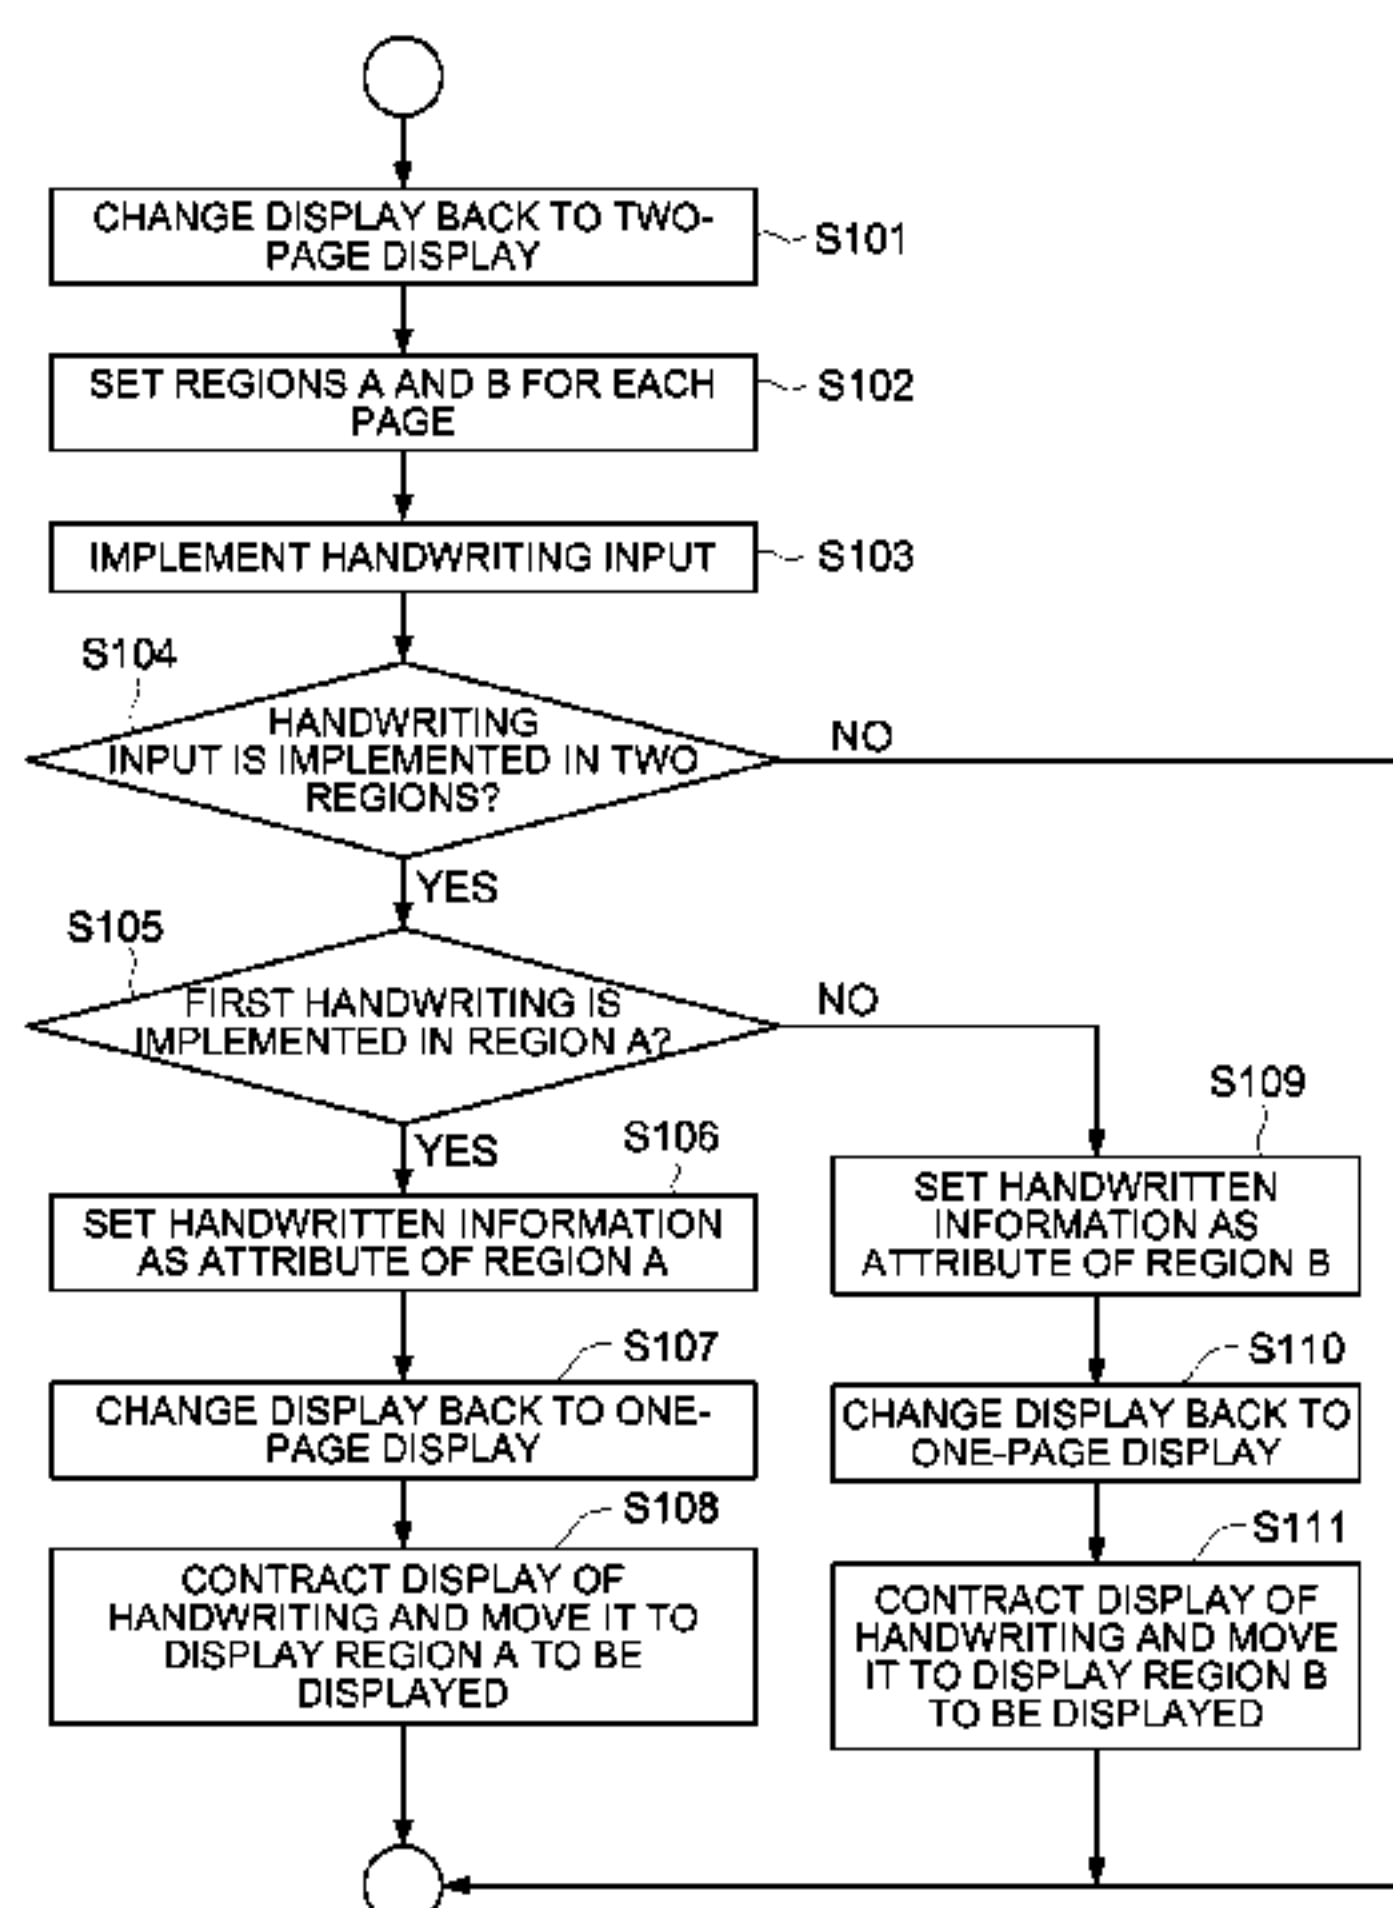 CHANGE DISPLAY BACK TO TWO-
PAGE DISPLAY
S101
SET REGIONS A AND B FOR EACH
PAGE
S102
IMPLEMENT HANDWRITING INPUT
S103
S104
HANDWRITING
INPUT IS IMPLEMENTED IN TWO
REGIONS?
NO
YES
S105
FIRST HANDWRITING IS
IMPLEMENTED IN REGION A?
NO
YES
S106
SET HANDWRITTEN INFORMATION
AS ATTRIBUTE OF REGION A
S107
CHANGE DISPLAY BACK TO ONE-
PAGE DISPLAY
S108
CONTRACT DISPLAY OF
HANDWRITING AND MOVE IT TO
DISPLAY REGION A TO BE
DISPLAYED
S109
SET HANDWRITTEN
INFORMATION AS
ATTRIBUTE OF REGION B
S110
CHANGE DISPLAY BACK TO
ONE-PAGE DISPLAY
S111
CONTRACT DISPLAY OF
HANDWRITING AND MOVE
IT TO DISPLAY REGION B
TO BE DISPLAYED